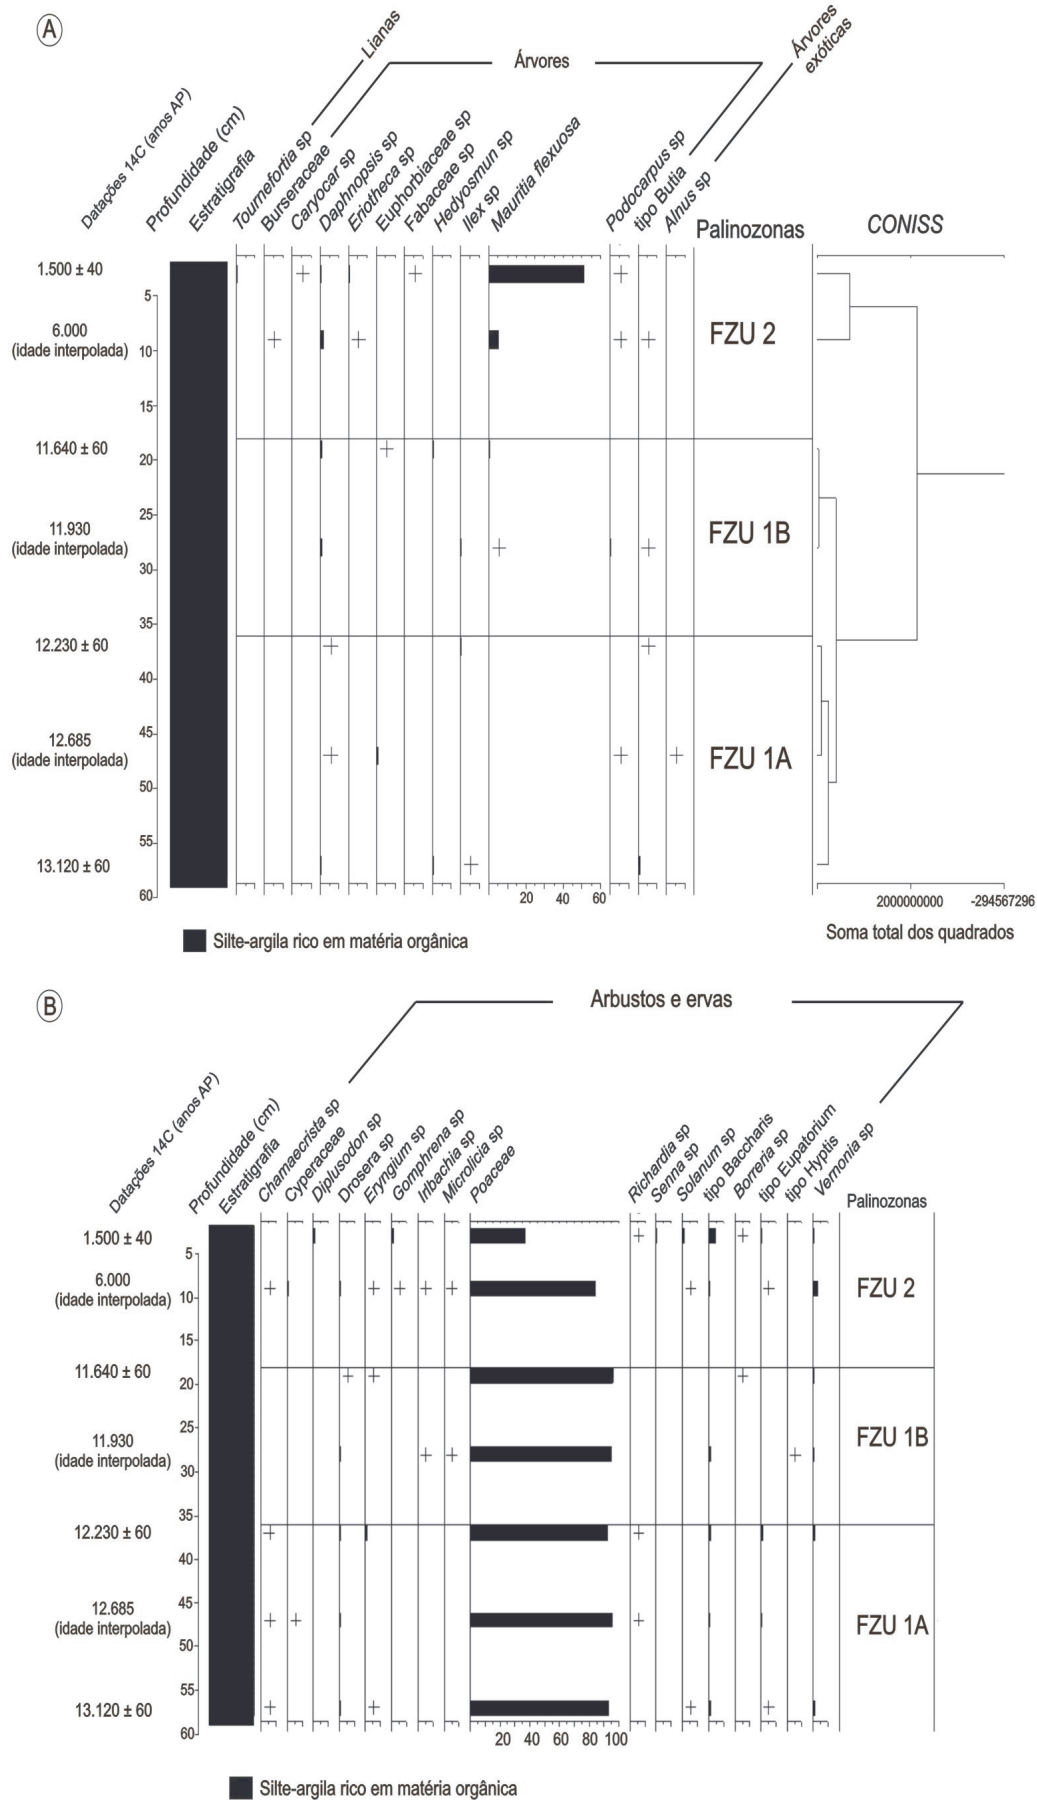 A
Lianas
Árvores
Árvores
exóticas
Datações 14C (anos AP)
Profundidade (cm)
Estratigrafia
Tournefortia sp
Burseraceae
Caryocar sp
Daphnopsis sp
Eriotheca sp
Euphorbiaceae sp
Fabaceae sp
Hedyosmun sp
Ilex sp
Mauritia flexuosa
Podocarpus sp
tipo Butia
Alnus sp
Palinozonas
CONISS
1.500 ± 40
5
6.000
(idade interpolada)
10
FZU 2
15
11.640 ± 60
20
25
11.930
(idade interpolada)
30
FZU 1B
35
12.230 ± 60
40
45
12.685
(idade interpolada)
50
FZU 1A
55
13.120 ± 60
60
20 40 60
2000000000 -294567296
Soma total dos quadrados
Silte-argila rico em matéria orgânica
B
Arbustos e ervas
Datações 14C (anos AP)
Profundidade (cm)
Estratigrafia
Chamaecrista sp
Cyperaceae
Diplusodon sp
Drosera sp
Eryngium sp
Gomphrena sp
Irlbachia sp
Microlicia sp
Poaceae
Richardia sp
Senna sp
Solanum sp
tipo Baccharis
Borreria sp
tipo Eupatorium
tipo Hyptis
Vernonia sp
Palinozonas
1.500 ± 40
5
6.000
(idade interpolada)
10
FZU 2
15
11.640 ± 60
20
25
11.930
(idade interpolada)
30
FZU 1B
35
12.230 ± 60
40
45
12.685
(idade interpolada)
50
FZU 1A
55
13.120 ± 60
60
20 40 60 80 100
Silte-argila rico em matéria orgânica